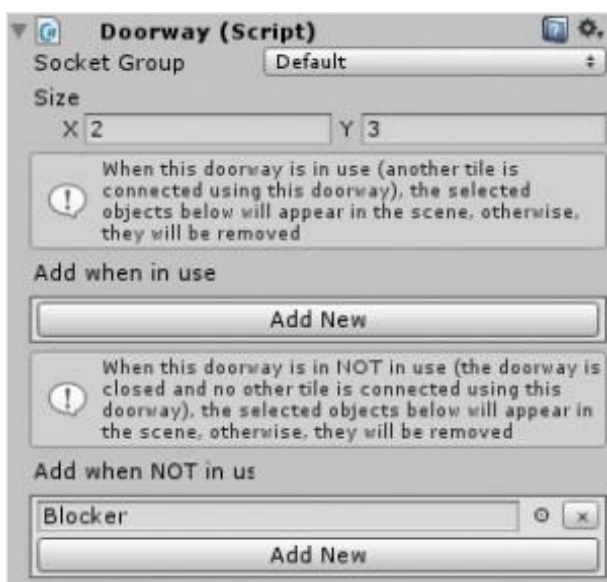 Doorway (Script)
Socket Group Default
Size
X 2 Y 3
When this doorway is in use (another tile is
connected using this doorway), the selected
objects below will appear in the scene, otherwise,
they will be removed
Add when in use
Add New
When this doorway is in NOT in use (the doorway is
closed and no other tile is connected using this
doorway), the selected objects below will appear in
the scene, otherwise, they will be removed
Add when NOT in us
Blocker
Add New